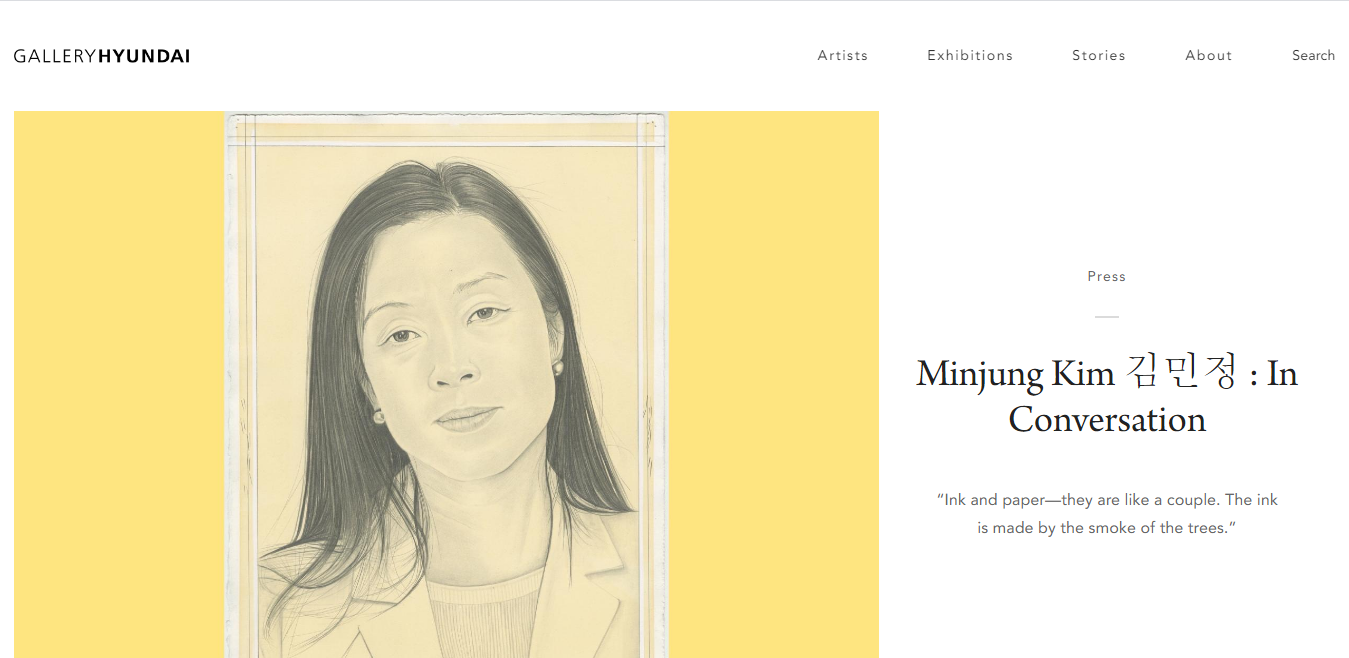 GALLERYHYUNDAI
Artists
Exhibitions
Stories
About
Search
Press
Minjung Kim 김민정 : In
Conversation
“Ink and paper—they are like a couple. The ink
is made by the smoke of the trees.”